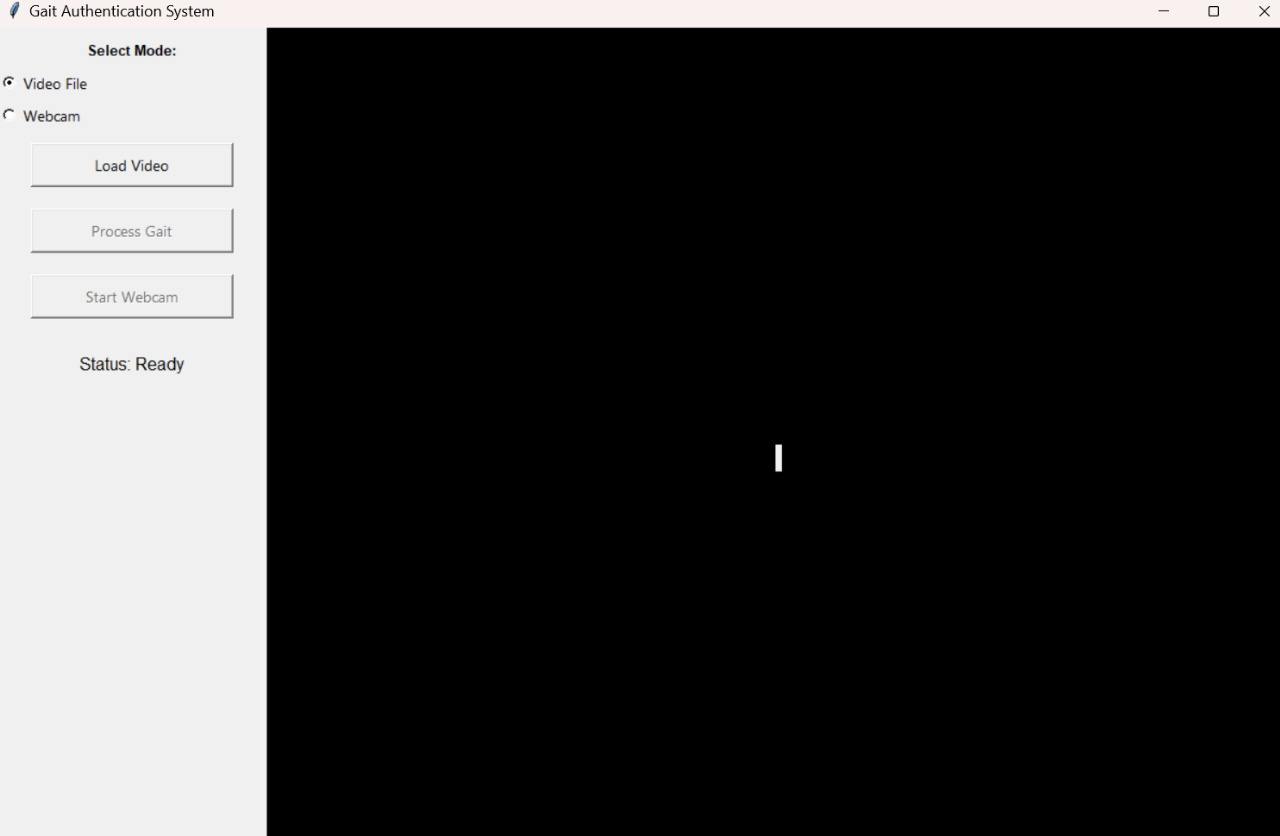 Gait Authentication System
Select Mode:
Video File
Webcam
Load Video
Process Gait
Start Webcam
Status: Ready